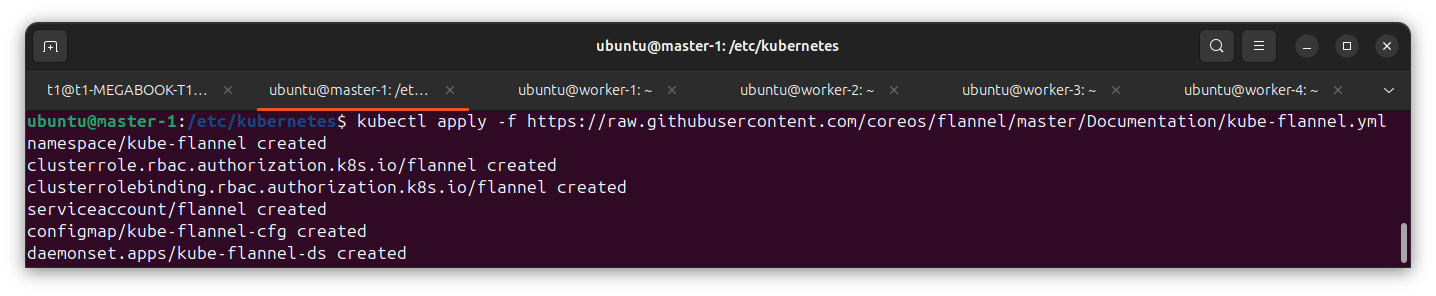 ubuntu@master-1: /etc/kubernetes
t1@t1-MEGABOOK-T1... ubuntu@master-1: /et... ubuntu@worker-1: ~ ubuntu@worker-2: ~ ubuntu@worker-3: ~ ubuntu@worker-4: ~
ubuntu@master-1:/etc/kubernetes$ kubectl apply -f https://raw.githubusercontent.com/coreos/flannel/master/Documentation/kube-flannel.yml
namespace/kube-flannel created
clusterrole.rbac.authorization.k8s.io/flannel created
clusterrolebinding.rbac.authorization.k8s.io/flannel created
serviceaccount/flannel created
configmap/kube-flannel-cfg created
daemonset.apps/kube-flannel-ds created